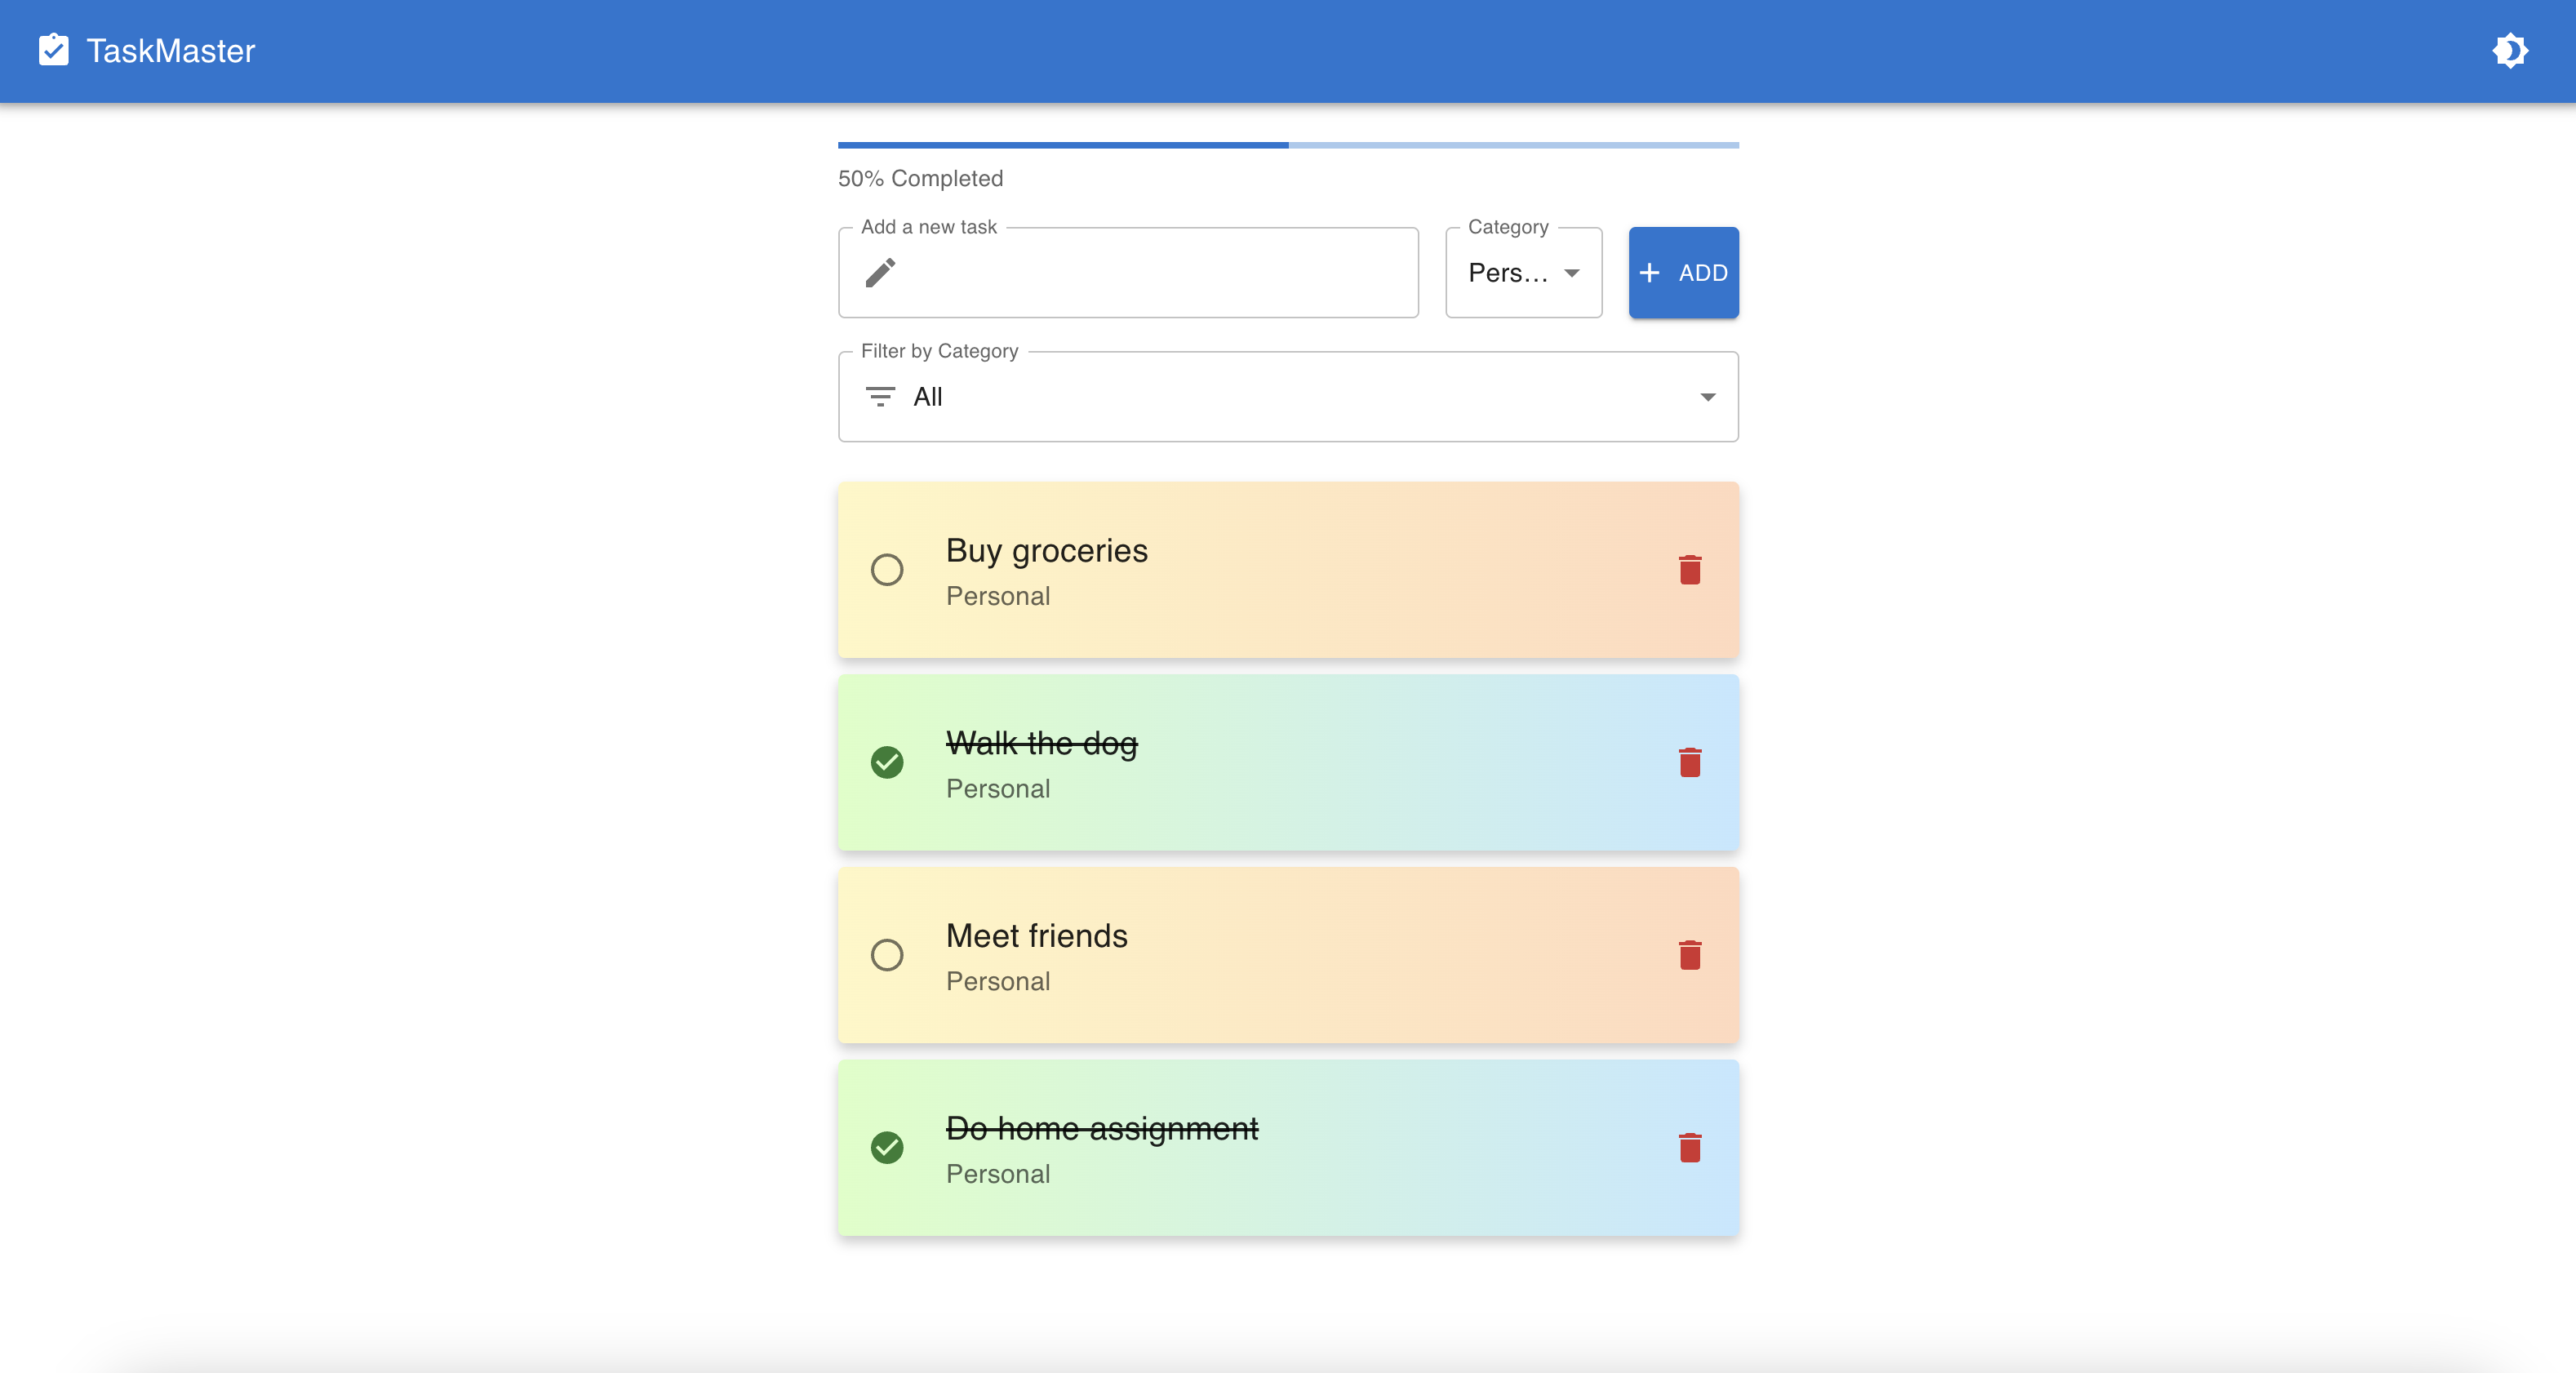 TaskMaster
50% Completed
Add a new task
Category
Pers...
ADD
Filter by Category
All
Buy groceries
Personal
Walk the dog
Personal
Meet friends
Personal
Do home assignment
Personal